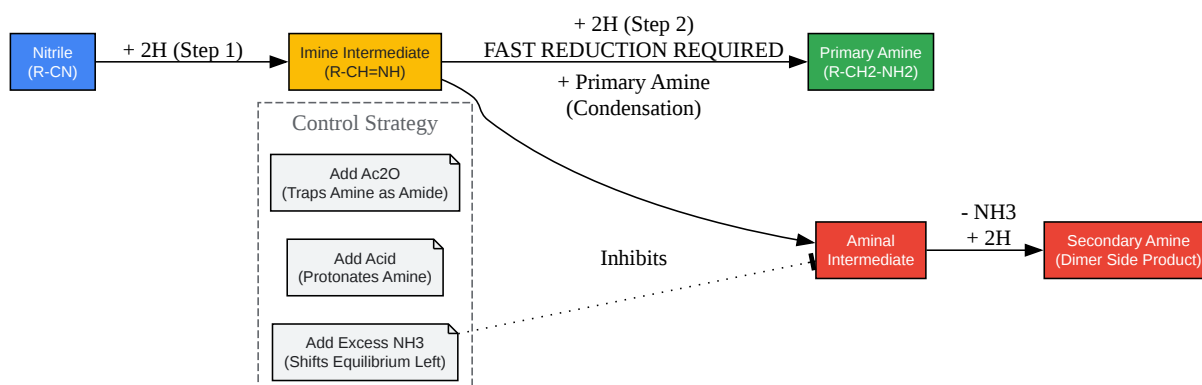 Nitrile
(R-CN)
+ 2H (Step 1)
Imine Intermediate
(R-CH=NH)
+ 2H (Step 2)
FAST REDUCTION REQUIRED
+ Primary Amine
(Condensation)
Primary Amine
(R-CH2-NH2)
Control Strategy
Add Ac2O
(Traps Amine as Amide)
Add Acid
(Protonates Amine)
Add Excess NH3
(Shifts Equilibrium Left)
Inhibits
Aminal
Intermediate
- NH3
+ 2H
Secondary Amine
(Dimer Side Product)